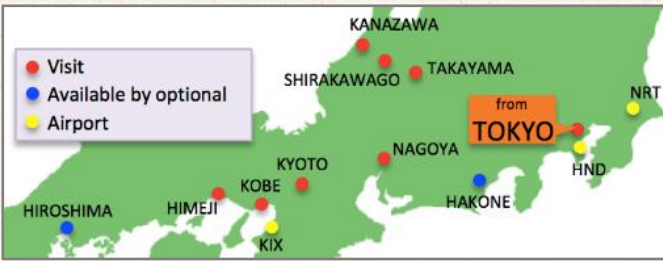 Visit
Available by optional
Airport
KANAZAWA
SHIRAKAWAGO
TAKAYAMA
NRT
from
TOKYO
HND
NAGOYA
HAKONE
KYOTO
KOBE
HIMEJI
KIX
HIROSHIMA